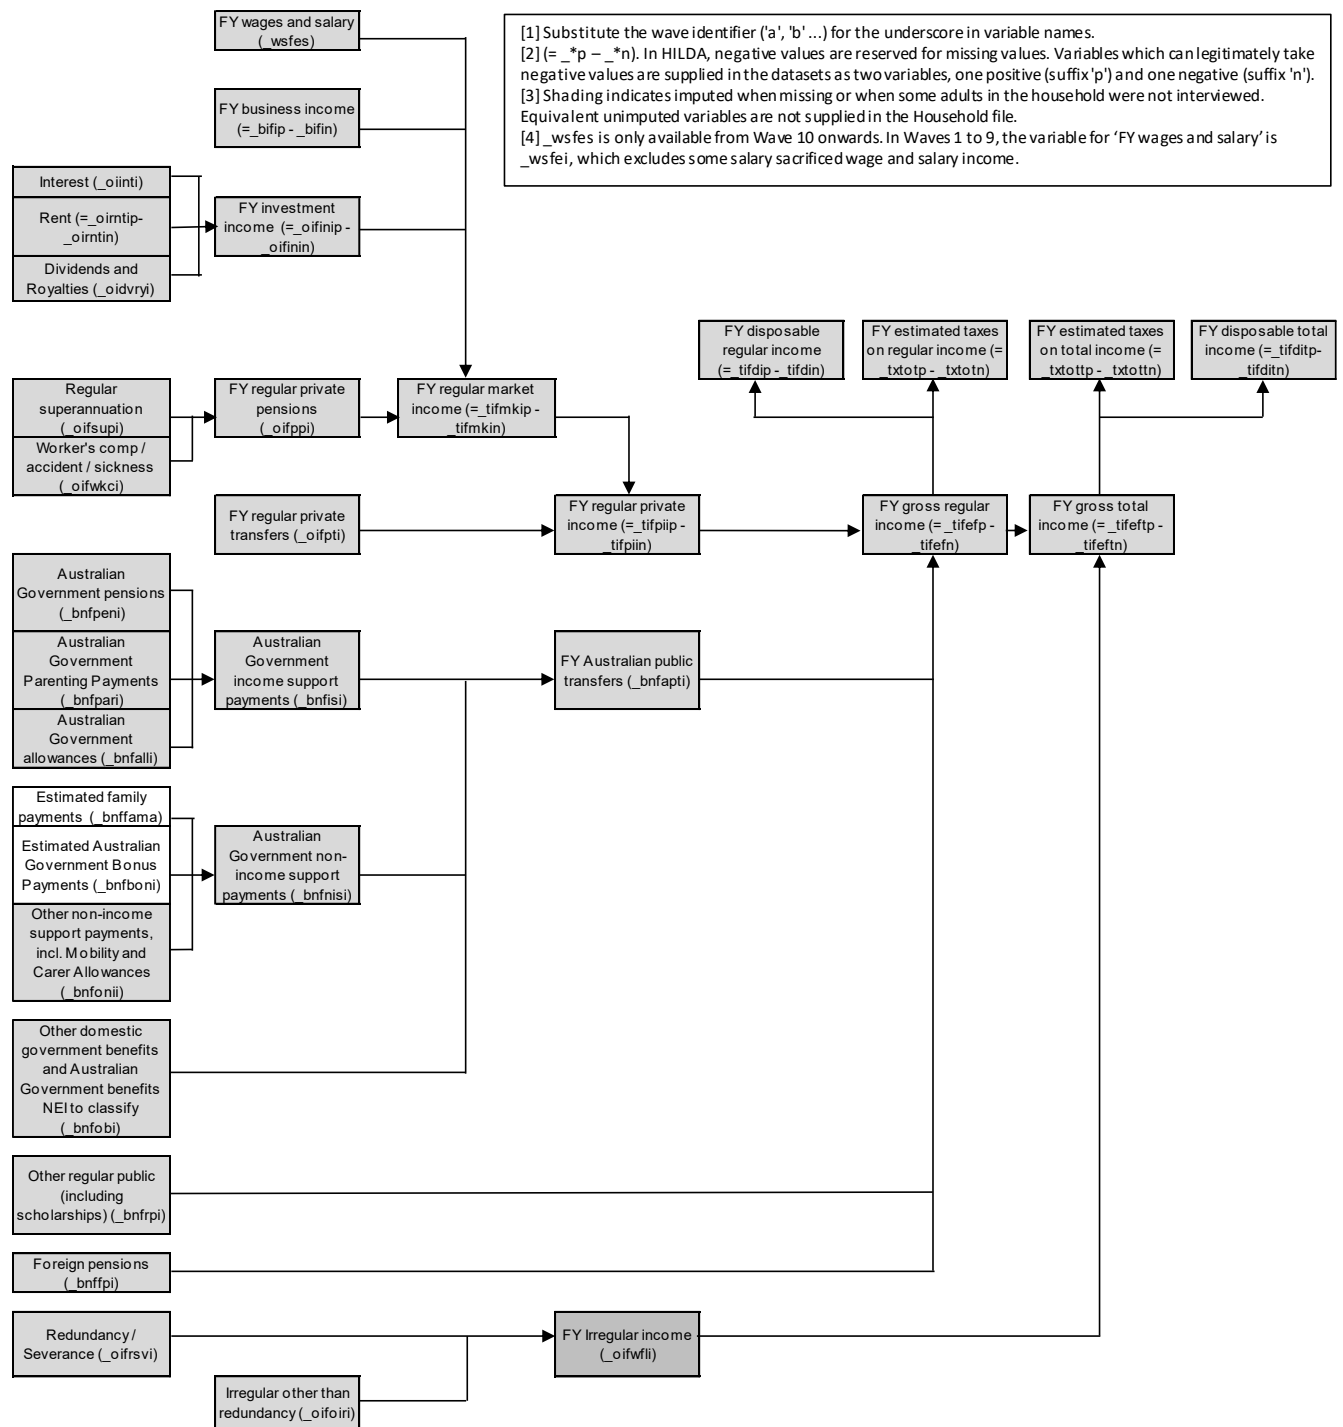 FY wages and salary
(_wsfes)
[1] Substitute the wave identifier ('a', 'b' ...) for the underscore in variable names.
[2] (= _*p – _*n). In HILDA, negative values are reserved for missing values. Variables which can legitimately take
negative values are supplied in the datasets as two variables, one positive (suffix 'p') and one negative (suffix 'n').
[3] Shading indicates imputed when missing or when some adults in the household were not interviewed.
Equivalent unimputed variables are not supplied in the Household file.
[4] _wsfes is only available from Wave 10 onwards. In Waves 1 to 9, the variable for ‘FY wages and salary’ is
_wsfei, which excludes some salary sacrificed wage and salary income.
FY business income
(=_bifip - _bifin)
Interest (_oiinti)
Rent (=_oirntip-
_oirntin)
Dividends and
Royalties (_oidvryi)
FY investment
income (=_oifinip -
_oifinin)
FY disposable
regular income
(=_tifdip - _tifdin)
FY estimated taxes
on regular income (=
_txtotp - _txtotn)
FY estimated taxes
on total income (=
_txtottp - _txtottn)
FY disposable total
income (=_tifditp-
_tifditn)
Regular
superannuation
(_oifsupi)
Worker's comp /
accident / sickness
(_oifwkci)
FY regular private
pensions
(_oifppi)
FY regular market
income (=_tifmkip -
_tifmkin)
FY regular private
transfers (_oifpti)
FY regular private
income (=_tifpiip -
_tifpiin)
FY gross regular
income (= _tifefp -
_tifefn)
FY gross total
income (= _tifeftp -
_tifeftn)
Australian
Government pensions
(_bnfpeni)
Australian
Government
Parenting Payments
(_bnfpari)
Australian
Government
allowances (_bnfalli)
Australian
Government
income support
payments (_bnfisi)
FY Australian public
transfers (_bnfapti)
Estimated family
payments (_bnffama)
Estimated Australian
Government Bonus
Payments (_bnfboni)
Other non-income
support payments,
incl. Mobility and
Carer Allowances
(_bnfonii)
Australian
Government non-
income support
payments (_bnfnisi)
Other domestic
government benefits
and Australian
Government benefits
NEI to classify
(_bnfobi)
Other regular public
(including
scholarships) (_bnfrpi)
Foreign pensions
(_bnffpi)
Redundancy /
Severance (_oifrsvi)
FY Irregular income
(_oifwfli)
Irregular other than
redundancy (_oifoiri)